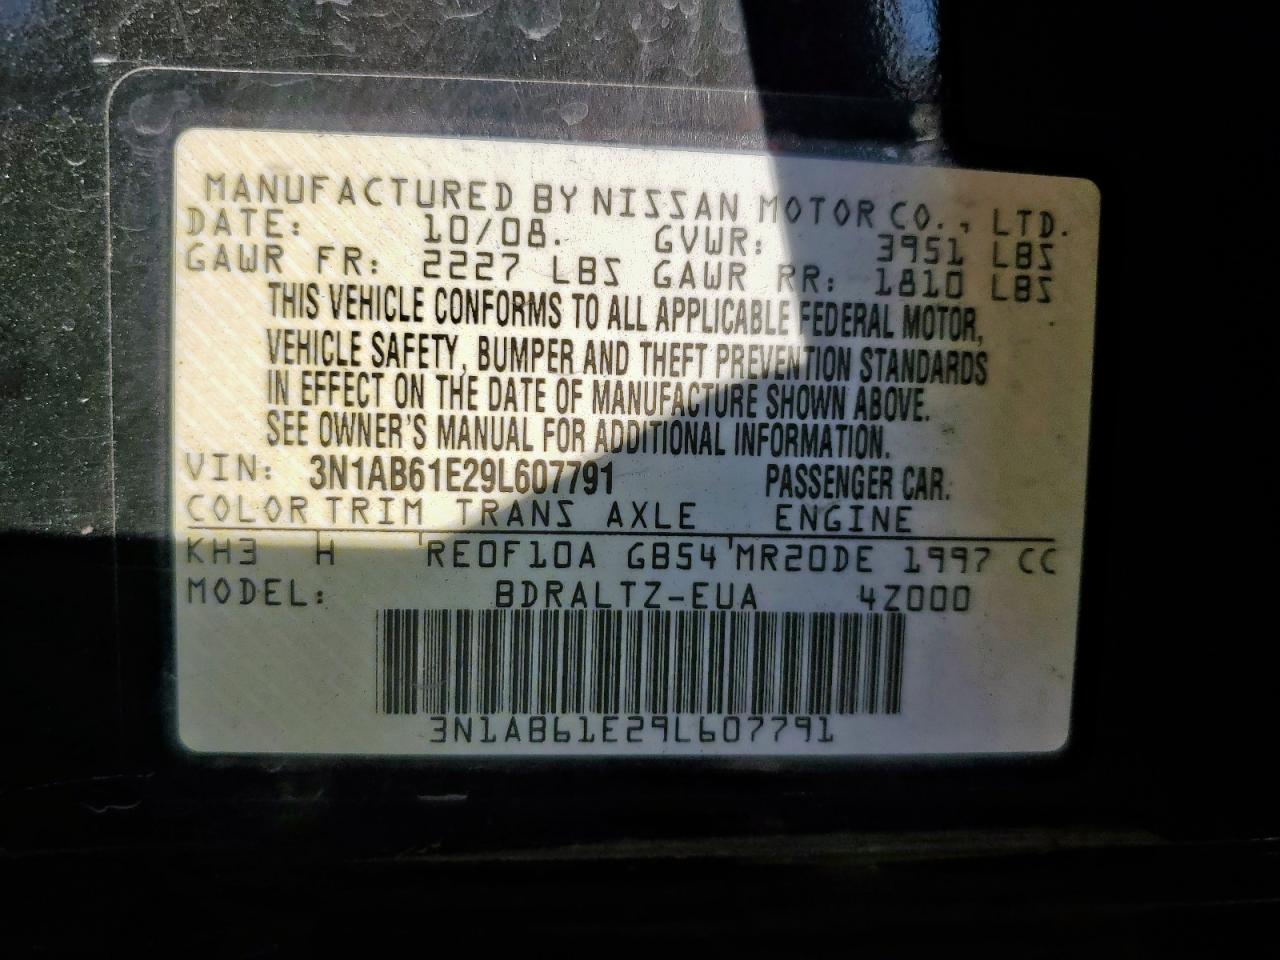 MANUFACTURED BY NISSAN MOTOR CO., LTD.
DATE: 10/08. GVWR: 3951 LBS
GAWR FR: 2227 LBS GAWR RR: 1810 LBS
THIS VEHICLE CONFORMS TO ALL APPLICABLE FEDERAL MOTOR,
VEHICLE SAFETY, BUMPER AND THEFT PREVENTION STANDARDS
IN EFFECT ON THE DATE OF MANUFACTURE SHOWN ABOVE.
SEE OWNER'S MANUAL FOR ADDITIONAL INFORMATION.
VIN: 3N1AB61E29L607791 PASSENGER CAR.
COLOR TRIM TRANS AXLE ENGINE
KH3 H RE0F10A GB54 MR20DE 1997 CC
MODEL: BDRALTZ-EUA 4Z000
3N1AB61E29L607791